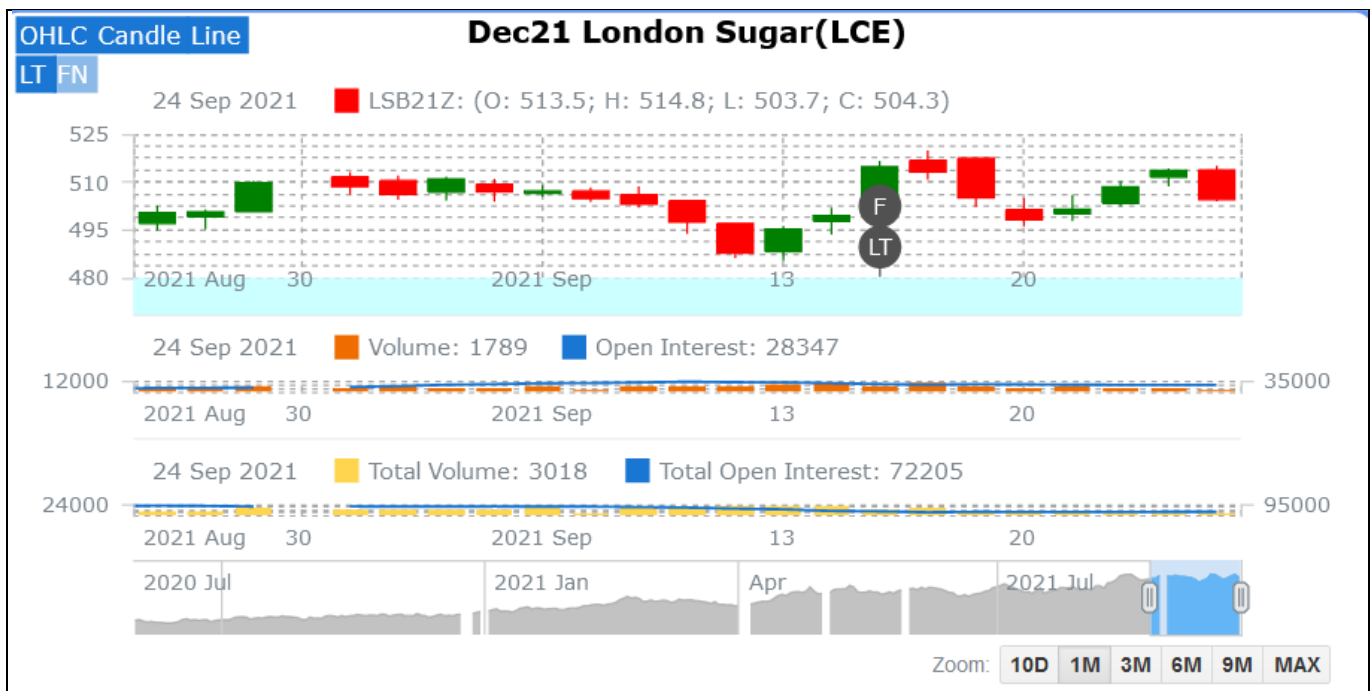 OHLC Candle Line
Dec21 London Sugar(LCE)
LT FN
24 Sep 2021 LSB21Z: (O: 513.5; H: 514.8; L: 503.7; C: 504.3)
525
510
495
480
F
LT
2021 Aug 30 2021 Sep 13 20
24 Sep 2021 Volume: 1789 Open Interest: 28347
12000 35000
2021 Aug 30 2021 Sep 13 20
24 Sep 2021 Total Volume: 3018 Total Open Interest: 72205
24000 95000
2021 Aug 30 2021 Sep 13 20
2020 Jul 2021 Jan Apr 2021 Jul
Zoom: 10D 1M 3M 6M 9M MAX